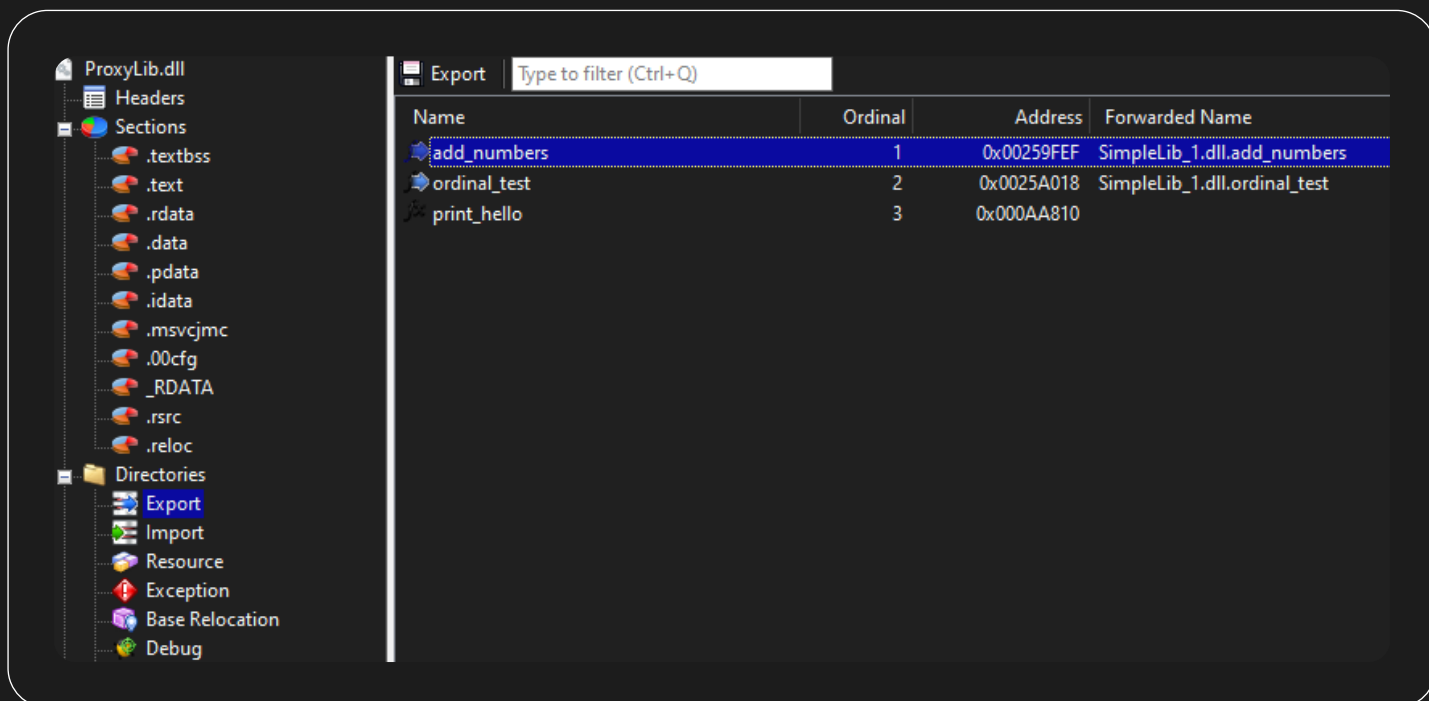 ProxyLib.dll
Headers
Sections
.textbss
.text
.rdata
.data
.pdata
.idata
.msvcjmc
.00cfg
_RDATA
.rsrc
.reloc
Directories
Export
Import
Resource
Exception
Base Relocation
Debug
Export Type to filter (Ctrl+Q)
Name Ordinal Address Forwarded Name
add_numbers 1 0x00259FEF SimpleLib_1.dll.add_numbers
ordinal_test 2 0x0025A018 SimpleLib_1.dll.ordinal_test
print_hello 3 0x000AA810